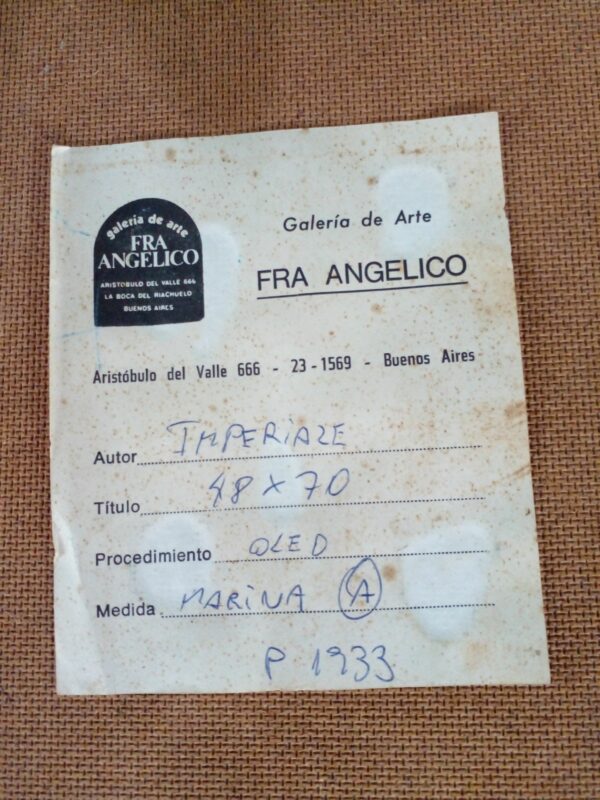 galería de arte
FRA
ANGELICO
ARISTOBULO DEL VALLE 666
LA BOCA DEL RIACHUELO
BUENOS AIRES
Galería de Arte
FRA ANGELICO
Aristóbulo del Valle 666 - 23-1569 - Buenos Aires
Autor IMPERIALE
Título 48 x 70
Procedimiento OLEO
Medida MARINA A
P 1933